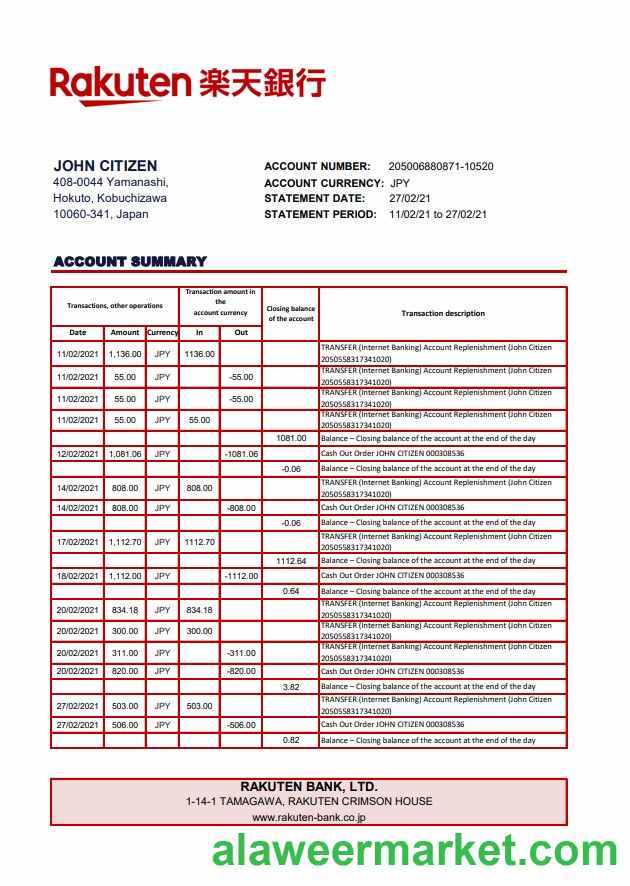 Rakuten 楽天銀行
JOHN CITIZEN
408-0044 Yamanashi,
Hokuto, Kobuchizawa
10060-341, Japan
ACCOUNT NUMBER: 205006880871-10520
ACCOUNT CURRENCY: JPY
STATEMENT DATE: 27/02/21
STATEMENT PERIOD: 11/02/21 to 27/02/21
ACCOUNT SUMMARY
Transactions, other operations
Transaction amount in
the
account currency
Closing balance
of the account
Transaction description
Date Amount Currency In Out
11/02/2021 1,136.00 JPY 1136.00 TRANSFER (Internet Banking) Account Replenishment (John Citizen
2050558317341020)
11/02/2021 55.00 JPY -55.00 TRANSFER (Internet Banking) Account Replenishment (John Citizen
2050558317341020)
11/02/2021 55.00 JPY -55.00 TRANSFER (Internet Banking) Account Replenishment (John Citizen
2050558317341020)
11/02/2021 55.00 JPY 55.00 TRANSFER (Internet Banking) Account Replenishment (John Citizen
2050558317341020)
1081.00 Balance – Closing balance of the account at the end of the day
12/02/2021 1,081.06 JPY -1081.06 Cash Out Order JOHN CITIZEN 000308536
-0.06 Balance – Closing balance of the account at the end of the day
14/02/2021 808.00 JPY 808.00 TRANSFER (Internet Banking) Account Replenishment (John Citizen
2050558317341020)
14/02/2021 808.00 JPY -808.00 Cash Out Order JOHN CITIZEN 000308536
-0.06 Balance – Closing balance of the account at the end of the day
17/02/2021 1,112.70 JPY 1112.70 TRANSFER (Internet Banking) Account Replenishment (John Citizen
2050558317341020)
1112.64 Balance – Closing balance of the account at the end of the day
18/02/2021 1,112.00 JPY -1112.00 Cash Out Order JOHN CITIZEN 000308536
0.64 Balance – Closing balance of the account at the end of the day
20/02/2021 834.18 JPY 834.18 TRANSFER (Internet Banking) Account Replenishment (John Citizen
2050558317341020)
20/02/2021 300.00 JPY 300.00 TRANSFER (Internet Banking) Account Replenishment (John Citizen
2050558317341020)
20/02/2021 311.00 JPY -311.00 TRANSFER (Internet Banking) Account Replenishment (John Citizen
2050558317341020)
20/02/2021 820.00 JPY -820.00 Cash Out Order JOHN CITIZEN 000308536
3.82 Balance – Closing balance of the account at the end of the day
27/02/2021 503.00 JPY 503.00 TRANSFER (Internet Banking) Account Replenishment (John Citizen
2050558317341020)
27/02/2021 506.00 JPY -506.00 Cash Out Order JOHN CITIZEN 000308536
0.82 Balance – Closing balance of the account at the end of the day
RAKUTEN BANK, LTD.
1-14-1 TAMAGAWA, RAKUTEN CRIMSON HOUSE
www.rakuten-bank.co.jp
alaweermarket.com